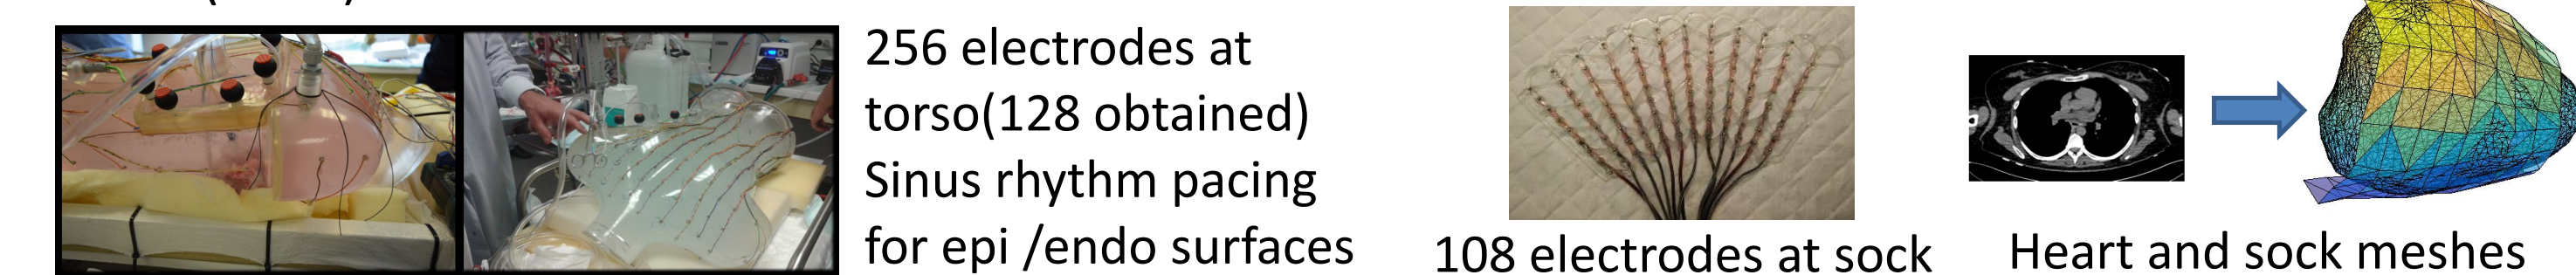 256 electrodes at
torso(128 obtained)
Sinus rhythm pacing
for epi /endo surfaces
108 electrodes at sock
Heart and sock meshes